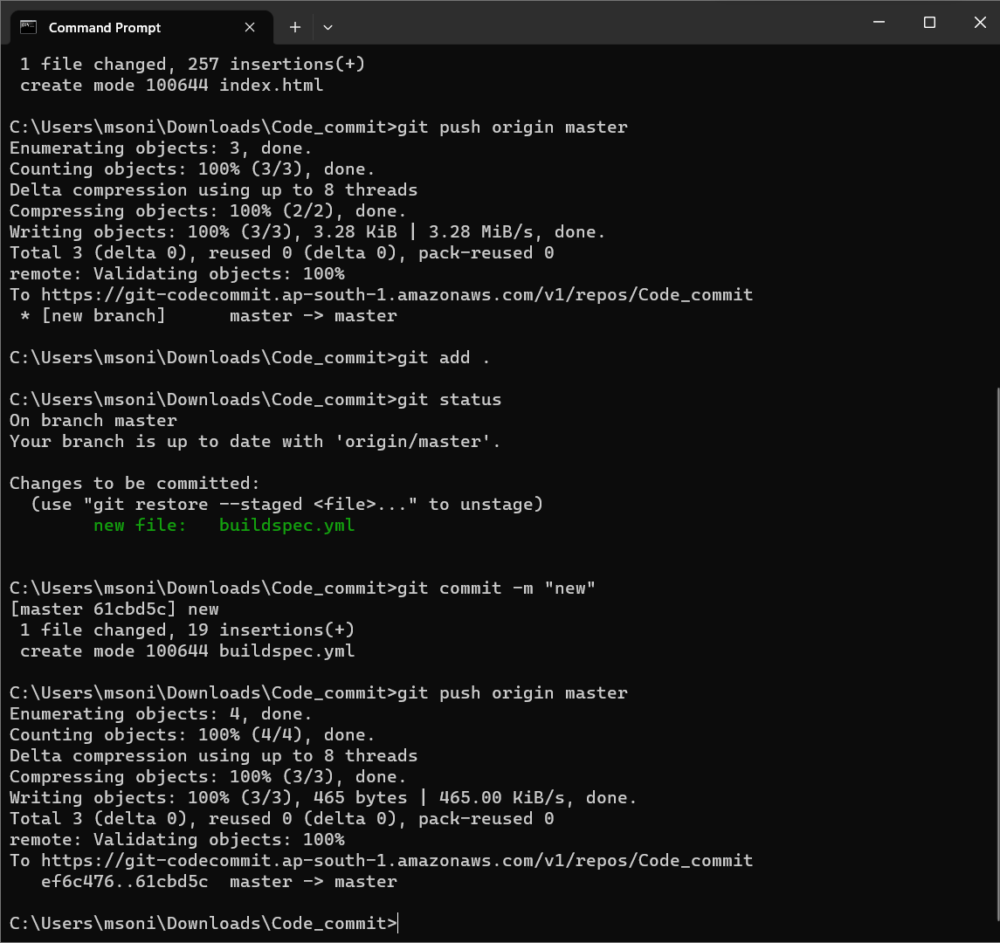 Command Prompt
 1 file changed, 257 insertions(+)
 create mode 100644 index.html

C:\Users\msoni\Downloads\Code_commit>git push origin master
Enumerating objects: 3, done.
Counting objects: 100% (3/3), done.
Delta compression using up to 8 threads
Compressing objects: 100% (2/2), done.
Writing objects: 100% (3/3), 3.28 KiB | 3.28 MiB/s, done.
Total 3 (delta 0), reused 0 (delta 0), pack-reused 0
remote: Validating objects: 100%
To https://git-codecommit.ap-south-1.amazonaws.com/v1/repos/Code_commit
 * [new branch]      master -> master

C:\Users\msoni\Downloads\Code_commit>git add .

C:\Users\msoni\Downloads\Code_commit>git status
On branch master
Your branch is up to date with 'origin/master'.

Changes to be committed:
  (use "git restore --staged <file>..." to unstage)
        new file:   buildspec.yml


C:\Users\msoni\Downloads\Code_commit>git commit -m "new"
[master 61cbd5c] new
 1 file changed, 19 insertions(+)
 create mode 100644 buildspec.yml

C:\Users\msoni\Downloads\Code_commit>git push origin master
Enumerating objects: 4, done.
Counting objects: 100% (4/4), done.
Delta compression using up to 8 threads
Compressing objects: 100% (3/3), done.
Writing objects: 100% (3/3), 465 bytes | 465.00 KiB/s, done.
Total 3 (delta 0), reused 0 (delta 0), pack-reused 0
remote: Validating objects: 100%
To https://git-codecommit.ap-south-1.amazonaws.com/v1/repos/Code_commit
   ef6c476..61cbd5c  master -> master

C:\Users\msoni\Downloads\Code_commit>